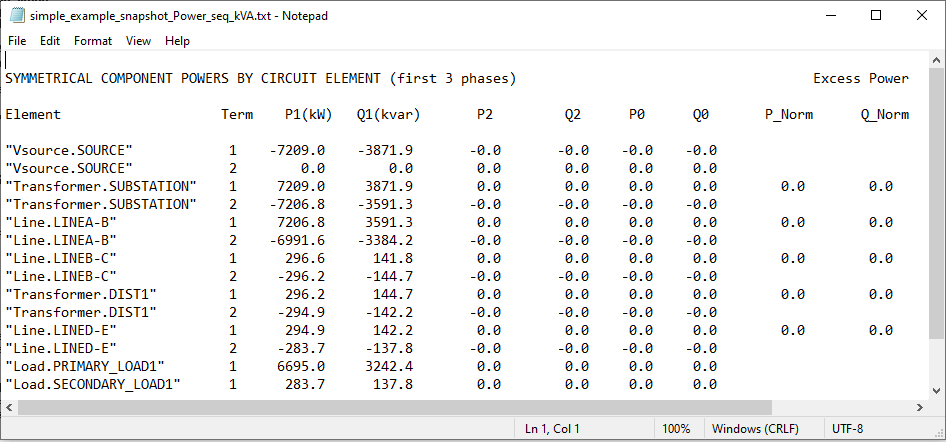 simple_example_snapshot_Power_seq_kVA.txt - Notepad
File Edit Format View Help
SYMMETRICAL COMPONENT POWERS BY CIRCUIT ELEMENT (first 3 phases) Excess Power
Element Term P1(kW) Q1(kvar) P2 Q2 P0 Q0 P_Norm Q_Norm
"Vsource.SOURCE" 1 -7209.0 -3871.9 -0.0 -0.0 -0.0 -0.0
"Vsource.SOURCE" 2 0.0 0.0 0.0 0.0 0.0 0.0
"Transformer.SUBSTATION" 1 7209.0 3871.9 0.0 0.0 0.0 0.0 0.0 0.0
"Transformer.SUBSTATION" 2 -7206.8 -3591.3 -0.0 -0.0 -0.0 -0.0
"Line.LINEA-B" 1 7206.8 3591.3 0.0 0.0 0.0 0.0 0.0 0.0
"Line.LINEA-B" 2 -6991.6 -3384.2 -0.0 -0.0 -0.0 -0.0
"Line.LINEB-C" 1 296.6 141.8 0.0 0.0 0.0 0.0 0.0 0.0
"Line.LINEB-C" 2 -296.2 -144.7 -0.0 -0.0 -0.0 -0.0
"Transformer.DIST1" 1 296.2 144.7 0.0 0.0 0.0 0.0 0.0 0.0
"Transformer.DIST1" 2 -294.9 -142.2 -0.0 -0.0 -0.0 -0.0
"Line.LINED-E" 1 294.9 142.2 0.0 0.0 0.0 0.0 0.0 0.0
"Line.LINED-E" 2 -283.7 -137.8 -0.0 -0.0 -0.0 -0.0
"Load.PRIMARY_LOAD1" 1 6695.0 3242.4 0.0 0.0 0.0 0.0
"Load.SECONDARY_LOAD1" 1 283.7 137.8 0.0 0.0 0.0 0.0
Ln 1, Col 1 100% Windows (CRLF) UTF-8